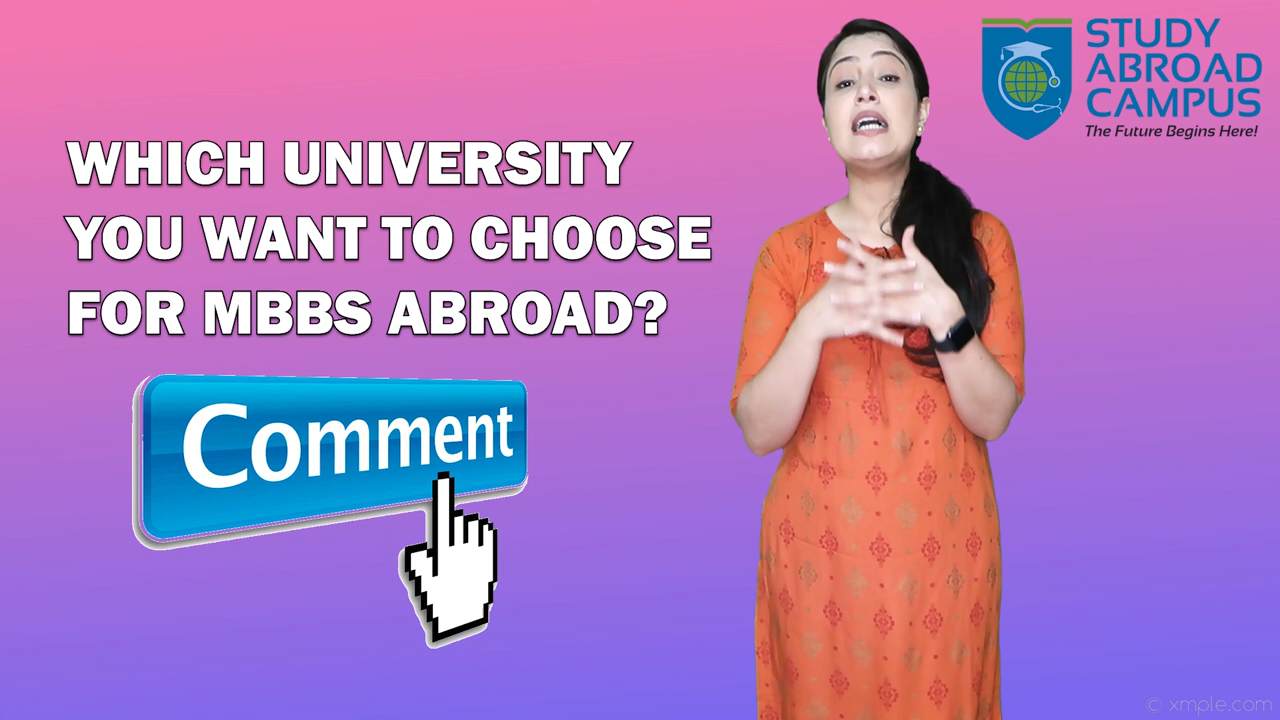 STUDY
ABROAD
CAMPUS
The Future Begins Here!
WHICH UNIVERSITY
YOU WANT TO CHOOSE
FOR MBBS ABROAD?
Comment
© xmple.com